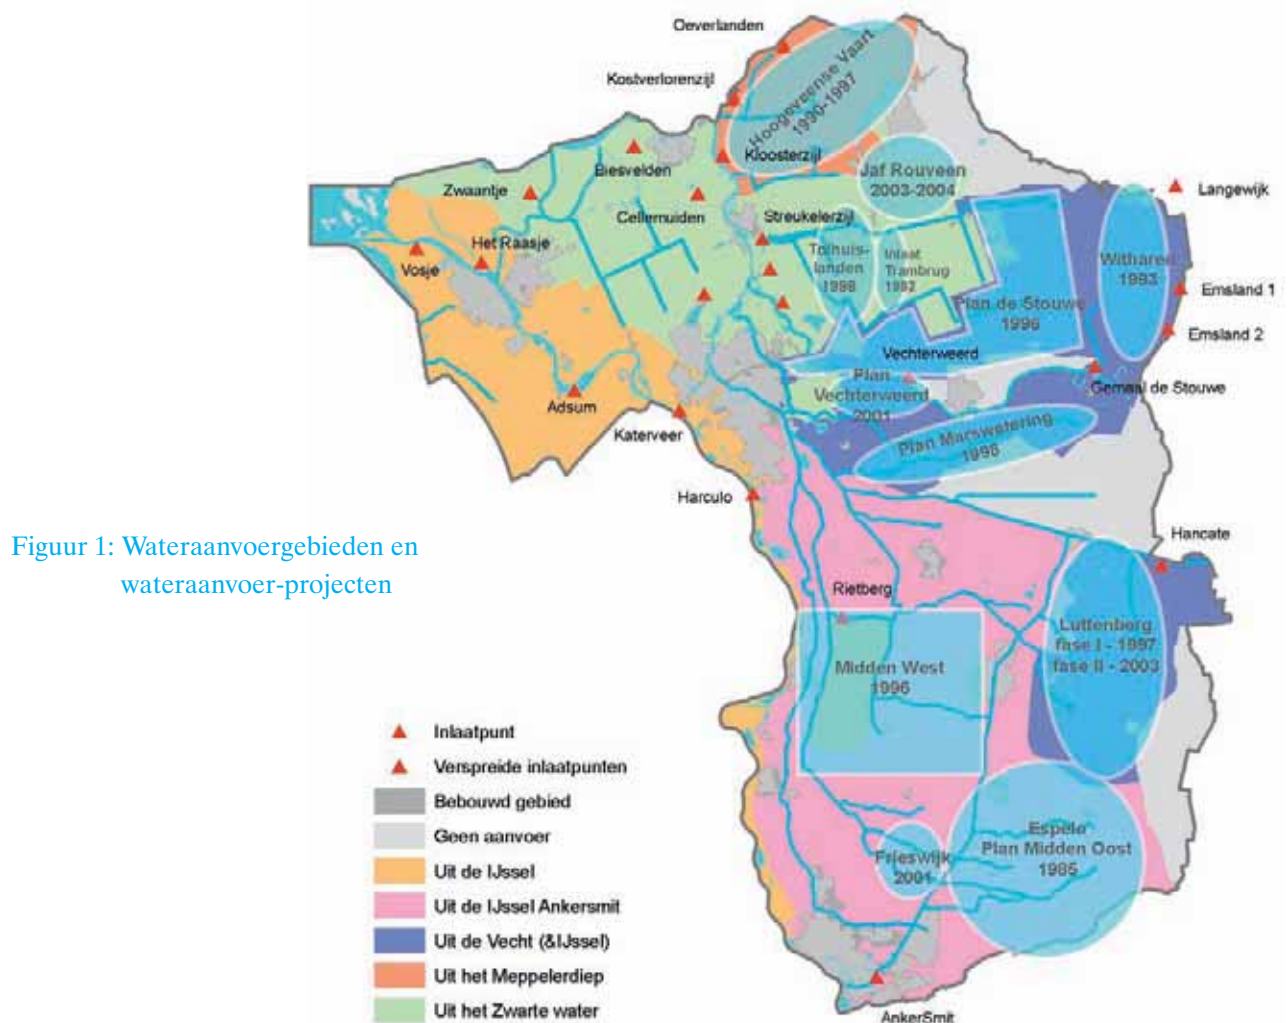 Oeverlanden
Kostverlorenzijl
Hoogeveense Vaart
1990-1997
Biesvelden
Kloosterzijl
Jaf Rouveen
2003-2004
Langewijk
Zwaantje
Cellemuiden
Streukelerzijl
Het Raasje
Vosje
Tolhuis-
landen
1998
Inlaat
Trambrug
1992
Witharen
1993
Emsland 1
Plan de Stouwe
1996
Emsland 2
Vechterweerd
Gemaal de Stouwe
Plan
Vechterweerd
2001
Adsum
Katerveer
Plan Marswatering
1996
Harculo
Hancate
Figuur 1: Wateraanvoergebieden en
wateraanvoer-projecten
Rietberg
Luttenberg
fase I - 1997
fase II - 2003
Midden West
1996
Inlaatpunt
Verspreide inlaatpunten
Bebouwd gebied
Geen aanvoer
Uit de IJssel
Uit de IJssel Ankersmit
Uit de Vecht (&IJssel)
Uit het Meppelerdiep
Uit het Zwarte water
Espelo
Plan Midden Oost
1985
Frieswijk
2001
AnkerSmit